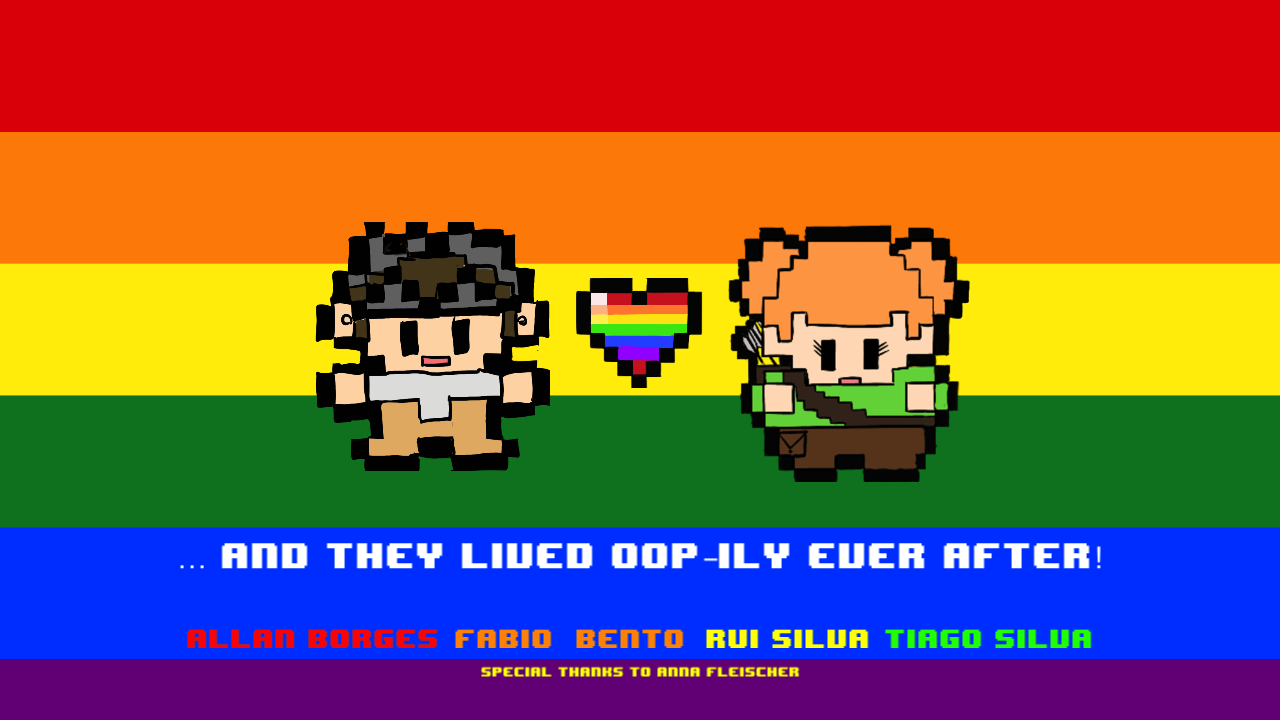 ... AND THEY LIVED OOP-ILY EVER AFTER!
ALLAN BORGES FABIO BENTO RUI SILVA TIAGO SILVA
SPECIAL THANKS TO ANNA FLEISCHER